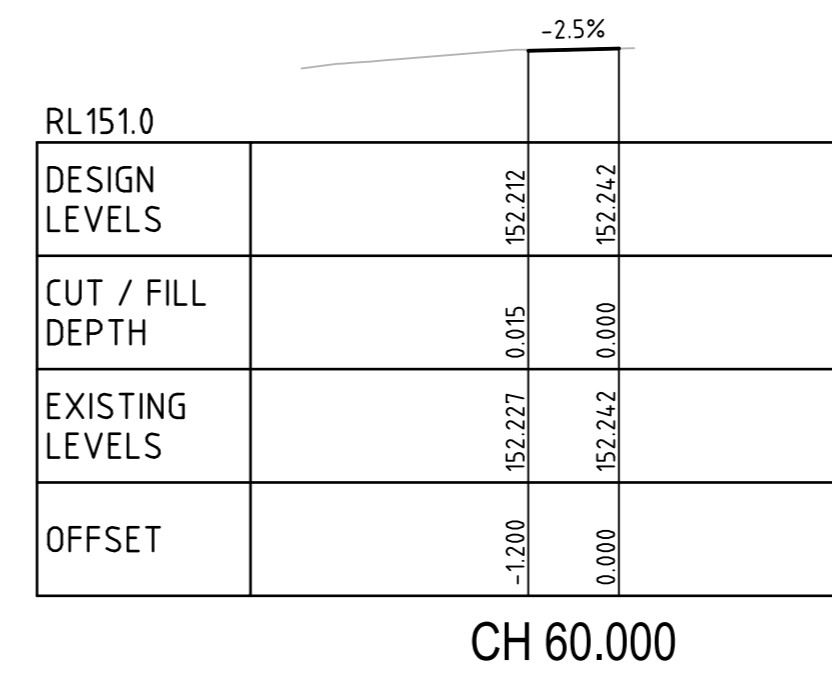 -2.5%
RL151.0
DESIGN
LEVELS
152.212
152.242
CUT / FILL
DEPTH
0.015
0.000
EXISTING
LEVELS
152.227
152.242
OFFSET
-1.200
0.000
CH 60.000